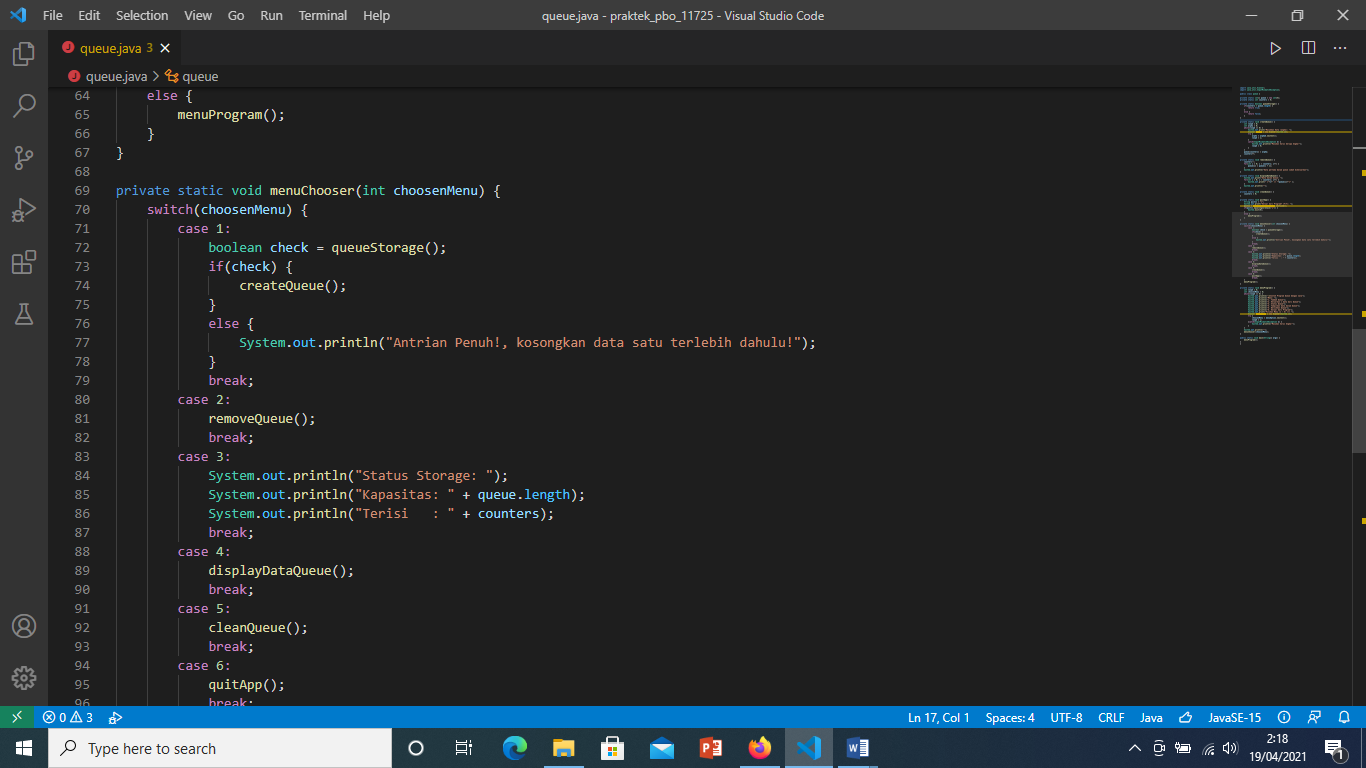 File Edit Selection View Go Run Terminal Help
queue.java - praktek_pbo_11725 - Visual Studio Code
queue.java 3
queue.java > queue
64 else {
65 menuProgram();
66 }
67 }
68
69 private static void menuChooser(int choosenMenu) {
70 switch(choosenMenu) {
71 case 1:
72 boolean check = queueStorage();
73 if(check) {
74 createQueue();
75 }
76 else {
77 System.out.println("Antrian Penuh!, kosongkan data satu terlebih dahulu!");
78 }
79 break;
80 case 2:
81 removeQueue();
82 break;
83 case 3:
84 System.out.println("Status Storage: ");
85 System.out.println("Kapasitas: " + queue.length);
86 System.out.println("Terisi   : " + counters);
87 break;
88 case 4:
89 displayDataQueue();
90 break;
91 case 5:
92 cleanQueue();
93 break;
94 case 6:
95 quitApp();
96 break;
0 3
Ln 17, Col 1 Spaces: 4 UTF-8 CRLF Java JavaSE-15
Type here to search
2:18
19/04/2021
1